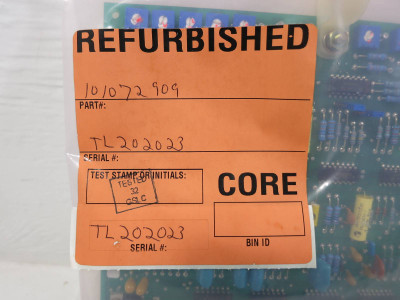 REFURBISHED
101072909
PART#:
TL202023
SERIAL #:
TEST STAMP OR INITIALS:
TESTED
32
CORE
TL202023
SERIAL #:
BIN ID